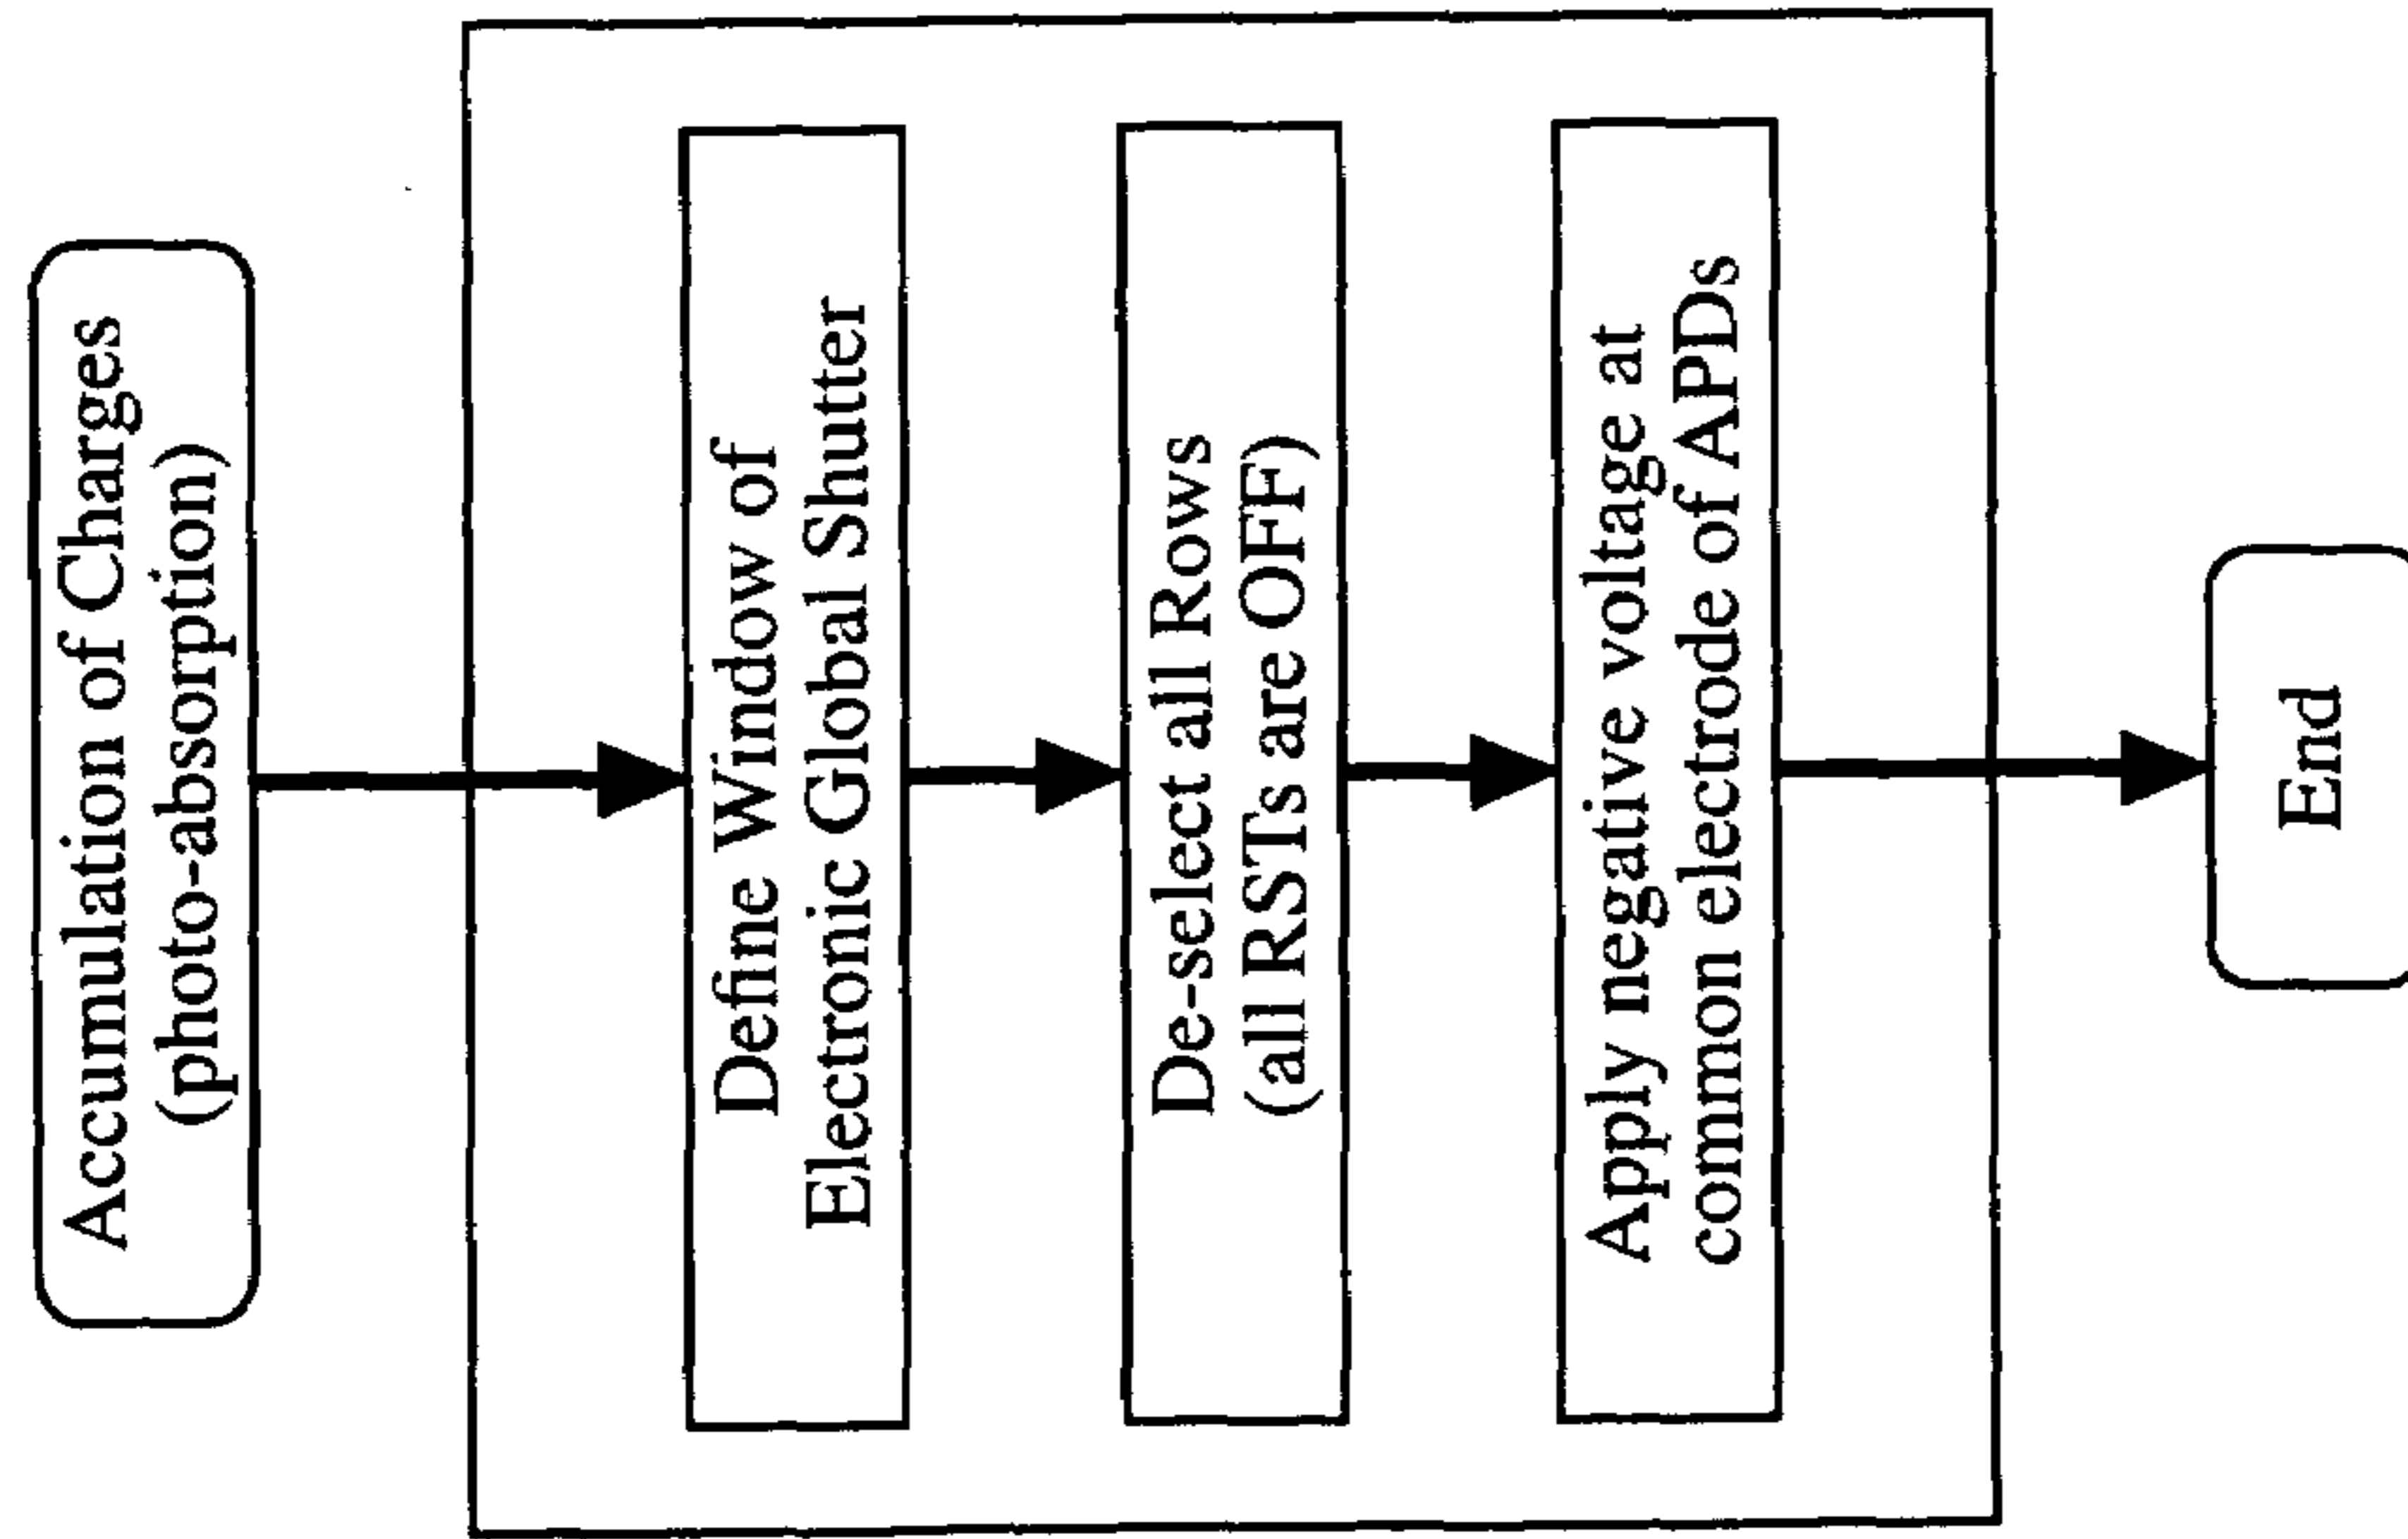 Accumulation of Charges
(photo-absorption)
Define Window of
Electronic Global Shutter
De-select all Rows
(all RSTs are OFF)
Apply negative voltage at
common electrode of APDs
End